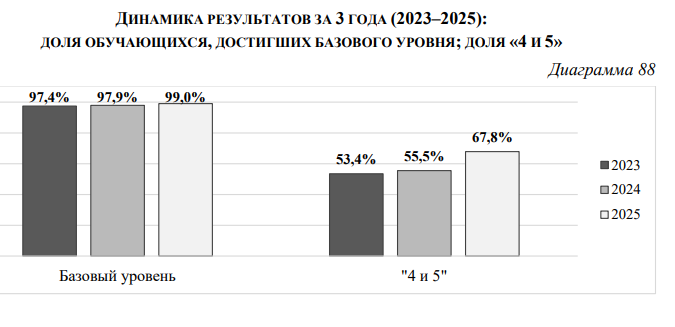 ДИНАМИКА РЕЗУЛЬТАТОВ ЗА 3 ГОДА (2023–2025):
ДОЛЯ ОБУЧАЮЩИХСЯ, ДОСТИГШИХ БАЗОВОГО УРОВНЯ; ДОЛЯ «4 И 5»
Диаграмма 88
97,4% 97,9% 99,0%
53,4% 55,5% 67,8%
2023
2024
2025
Базовый уровень "4 и 5"